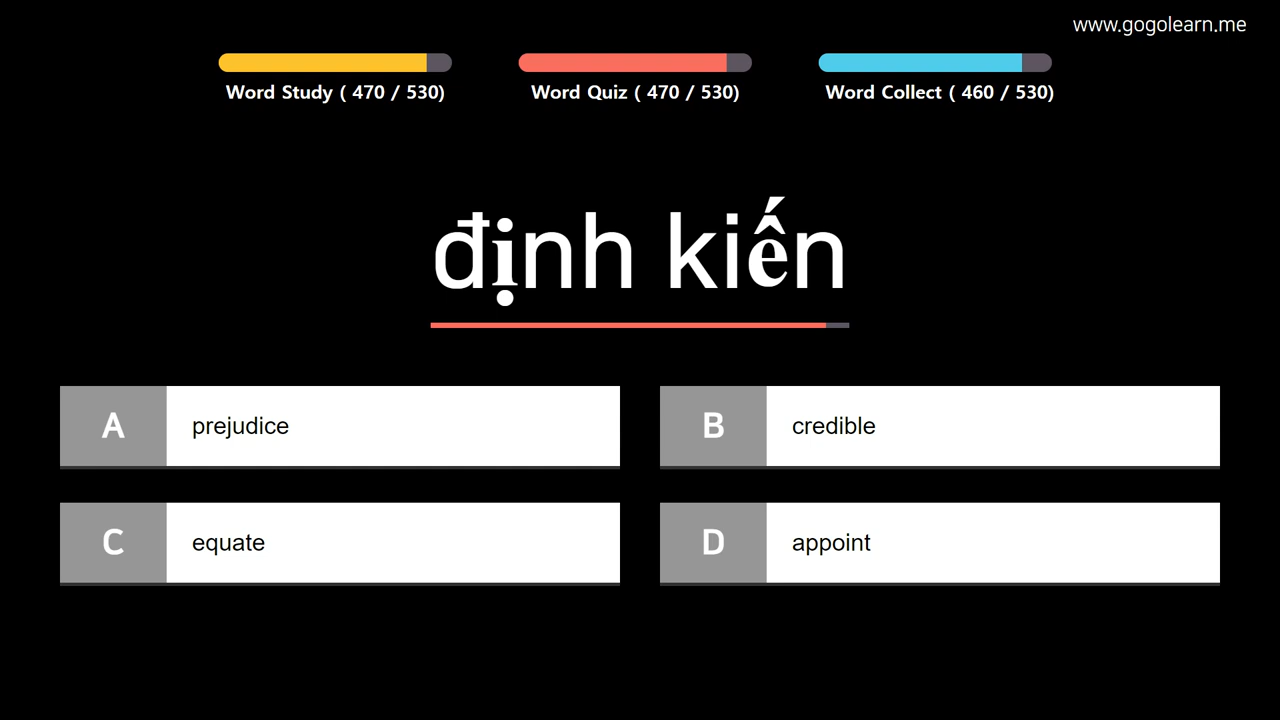 www.gogolearn.me
Word Study ( 470 / 530)
Word Quiz ( 470 / 530)
Word Collect ( 460 / 530)
định kiến
A
prejudice
B
credible
C
equate
D
appoint